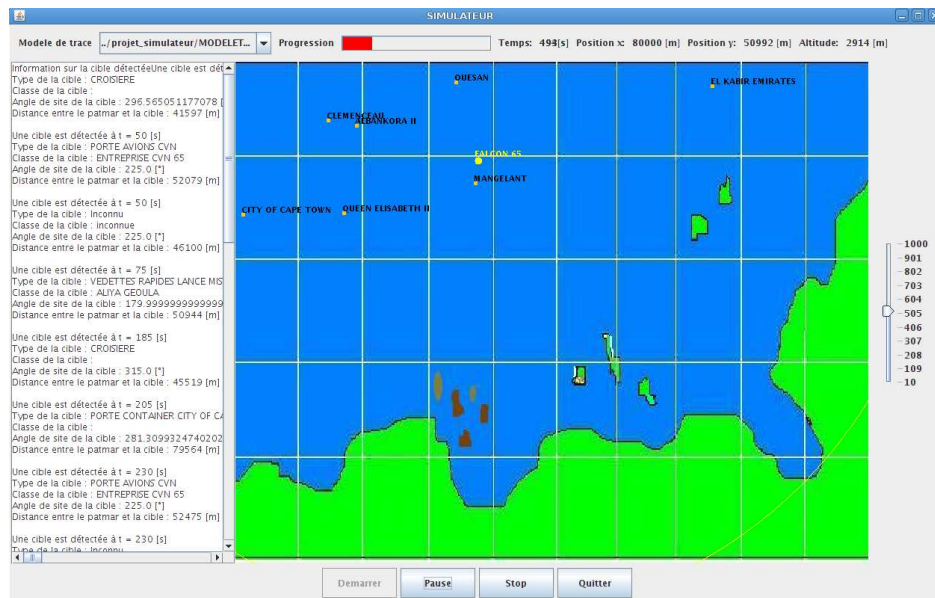 SIMULATEUR
Modele de trace ../projet_simulateur/MODELET... Progression Temps: 493[s] Position x: 80000 [m] Position y: 50992 [m] Altitude: 2914 [m]
Information sur la cible détectéeUne cible est dét
Type de la cible : CROISIERE
Classe de la cible :
Angle de site de la cible : 296.565051177078 [
Distance entre le patmar et la cible : 41597 [m]
Une cible est détectée à t = 50 [s]
Type de la cible : PORTE AVIONS CVN
Classe de la cible : ENTREPRISE CVN 65
Angle de site de la cible : 225.0 [°]
Distance entre le patmar et la cible : 52079 [m]
Une cible est détectée à t = 50 [s]
Type de la cible : Inconnu
Classe de la cible : inconnue
Angle de site de la cible : 225.0 [°]
Distance entre le patmar et la cible : 46100 [m]
Une cible est détectée à t = 75 [s]
Type de la cible : VEDETTES RAPIDES LANCE MIS
Classe de la cible : ALIYA GEOULA
Angle de site de la cible : 179.9999999999999
Distance entre le patmar et la cible : 50944 [m]
Une cible est détectée à t = 185 [s]
Type de la cible : CROISIERE
Classe de la cible :
Angle de site de la cible : 315.0 [°]
Distance entre le patmar et la cible : 45519 [m]
Une cible est détectée à t = 205 [s]
Type de la cible : PORTE CONTAINER CITY OF CA
Classe de la cible :
Angle de site de la cible : 281.3099324740202
Distance entre le patmar et la cible : 79564 [m]
Une cible est détectée à t = 230 [s]
Type de la cible : PORTE AVIONS CVN
Classe de la cible : ENTREPRISE CVN 65
Angle de site de la cible : 225.0 [°]
Distance entre le patmar et la cible : 52475 [m]
Une cible est détectée à t = 230 [s]
Type de la cible : Inconnu
OUESAN
EL KABIR EMIRATES
CLEMENCEAU
ALBANKORA II
FALCON 65
MANGELANT
CITY OF CAPE TOWN
QUEEN ELISABETH II
1000
901
802
703
604
505
406
307
208
109
10
Demarrer Pause Stop Quitter